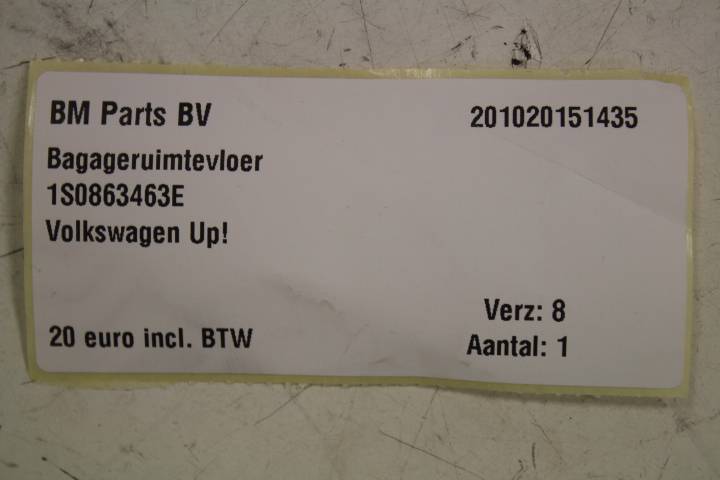 BM Parts BV 201020151435
Bagageruimtevloer
1S0863463E
Volkswagen Up!
Verz: 8
20 euro incl. BTW Aantal: 1